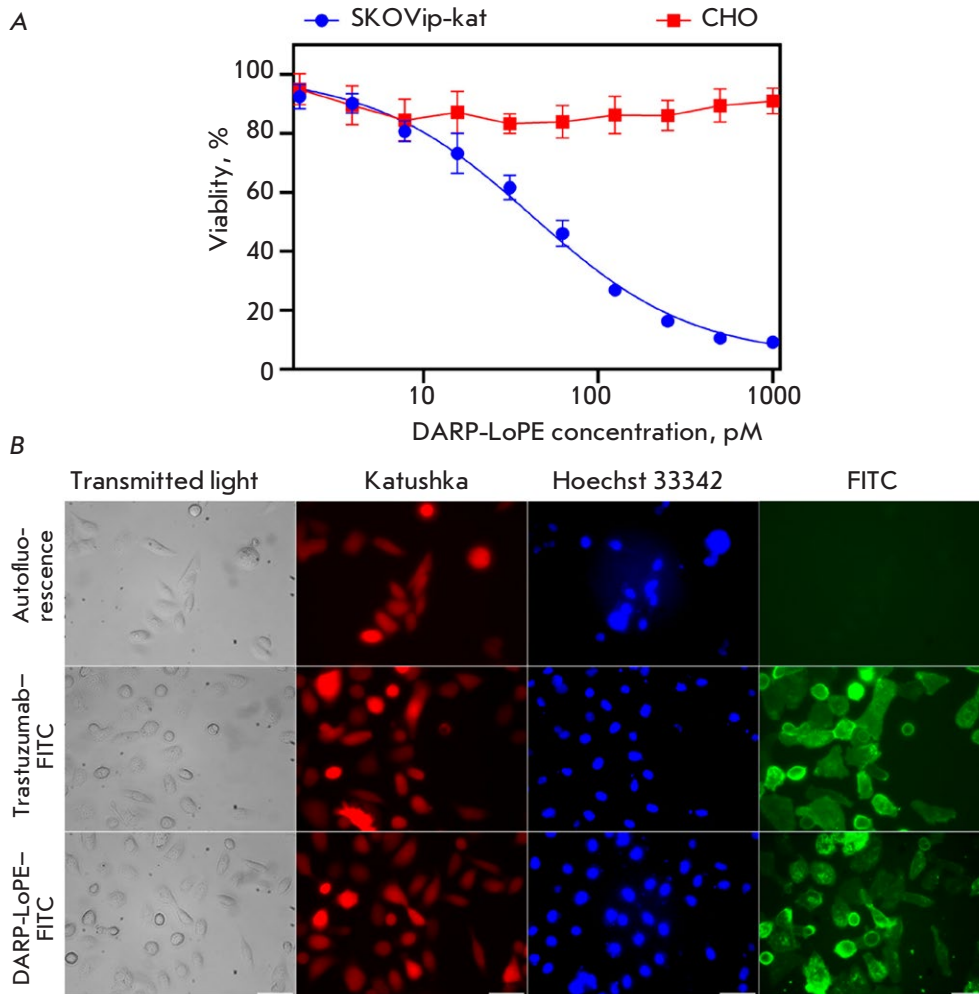 A
SKOVip-kat
CHO
100
80
60
40
20
0
Viablity, %
10
100
1000
DARP-LoPE concentration, pM
B
Transmitted light
Katushka
Hoechst 33342
FITC
Autofluo-
rescence
Trastuzumab–
FITC
DARP-LoPE–
FITC